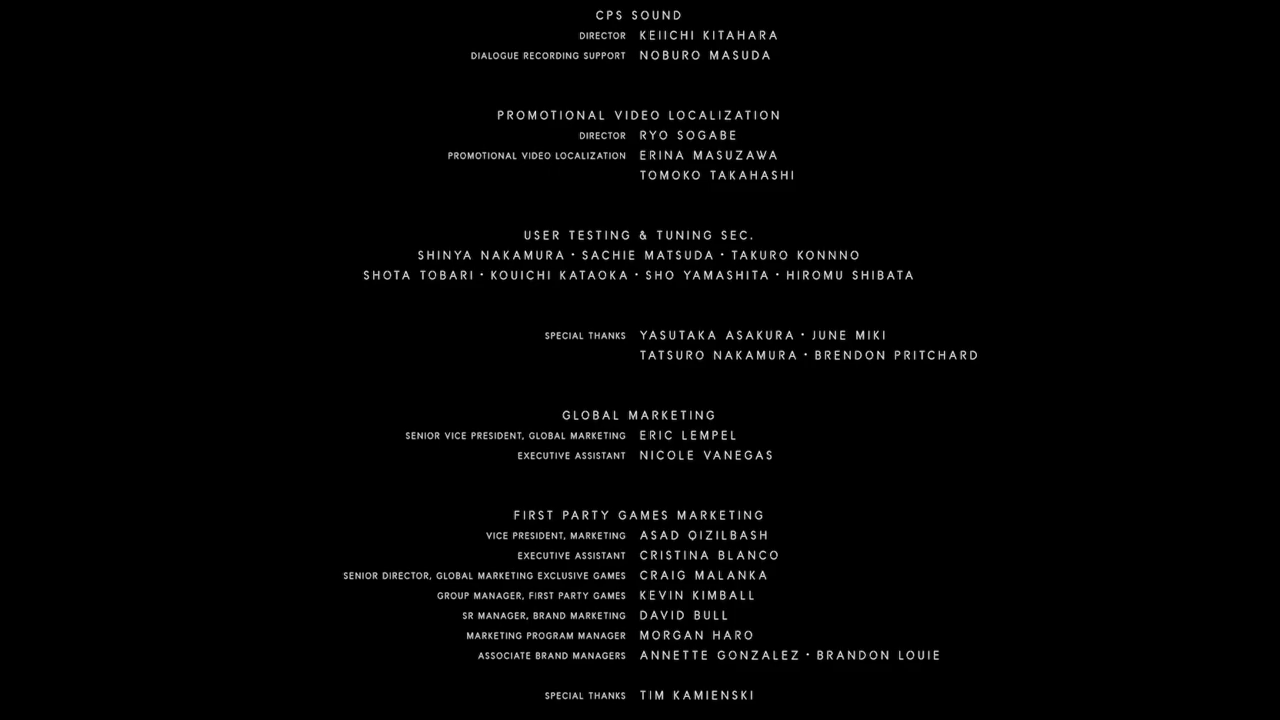 CPS SOUND
DIRECTOR KEIICHI KITAHARA
DIALOGUE RECORDING SUPPORT NOBURO MASUDA
PROMOTIONAL VIDEO LOCALIZATION
DIRECTOR RYO SOGABE
PROMOTIONAL VIDEO LOCALIZATION ERINA MASUZAWA
TOMOKO TAKAHASHI
USER TESTING & TUNING SEC.
SHINYA NAKAMURA · SACHIE MATSUDA · TAKURO KONNNO
SHOTA TOBARI · KOUICHI KATAOKA · SHO YAMASHITA · HIROMU SHIBATA
SPECIAL THANKS YASUTAKA ASAKURA · JUNE MIKI
TATSURO NAKAMURA · BRENDON PRITCHARD
GLOBAL MARKETING
SENIOR VICE PRESIDENT, GLOBAL MARKETING ERIC LEMPEL
EXECUTIVE ASSISTANT NICOLE VANEGAS
FIRST PARTY GAMES MARKETING
VICE PRESIDENT, MARKETING ASAD QIZILBASH
EXECUTIVE ASSISTANT CRISTINA BLANCO
SENIOR DIRECTOR, GLOBAL MARKETING EXCLUSIVE GAMES CRAIG MALANKA
GROUP MANAGER, FIRST PARTY GAMES KEVIN KIMBALL
SR MANAGER, BRAND MARKETING DAVID BULL
MARKETING PROGRAM MANAGER MORGAN HARO
ASSOCIATE BRAND MANAGERS ANNETTE GONZALEZ · BRANDON LOUIE
SPECIAL THANKS TIM KAMIENSKI